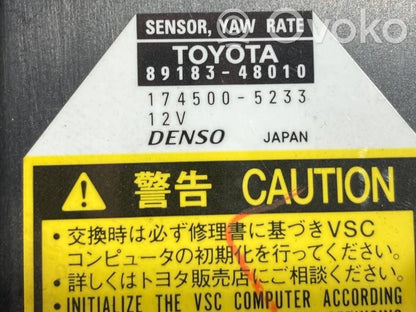 Ovoko
SENSOR, YAW RATE
TOYOTA
89183-48010
174500-5233
12V
DENSO JAPAN
警告 CAUTION
・交換時は必ず修理書に基づきVSC
コンピュータの初期化を行ってください。
・詳しくはトヨタ販売店にご相談ください。
•INITIALIZE THE VSC COMPUTER ACCORDING